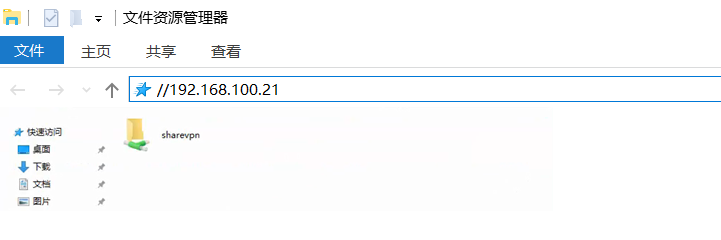 文件资源管理器
文件 主页 共享 查看
//192.168.100.21
快速访问
sharevpn
桌面
下载
文档
图片